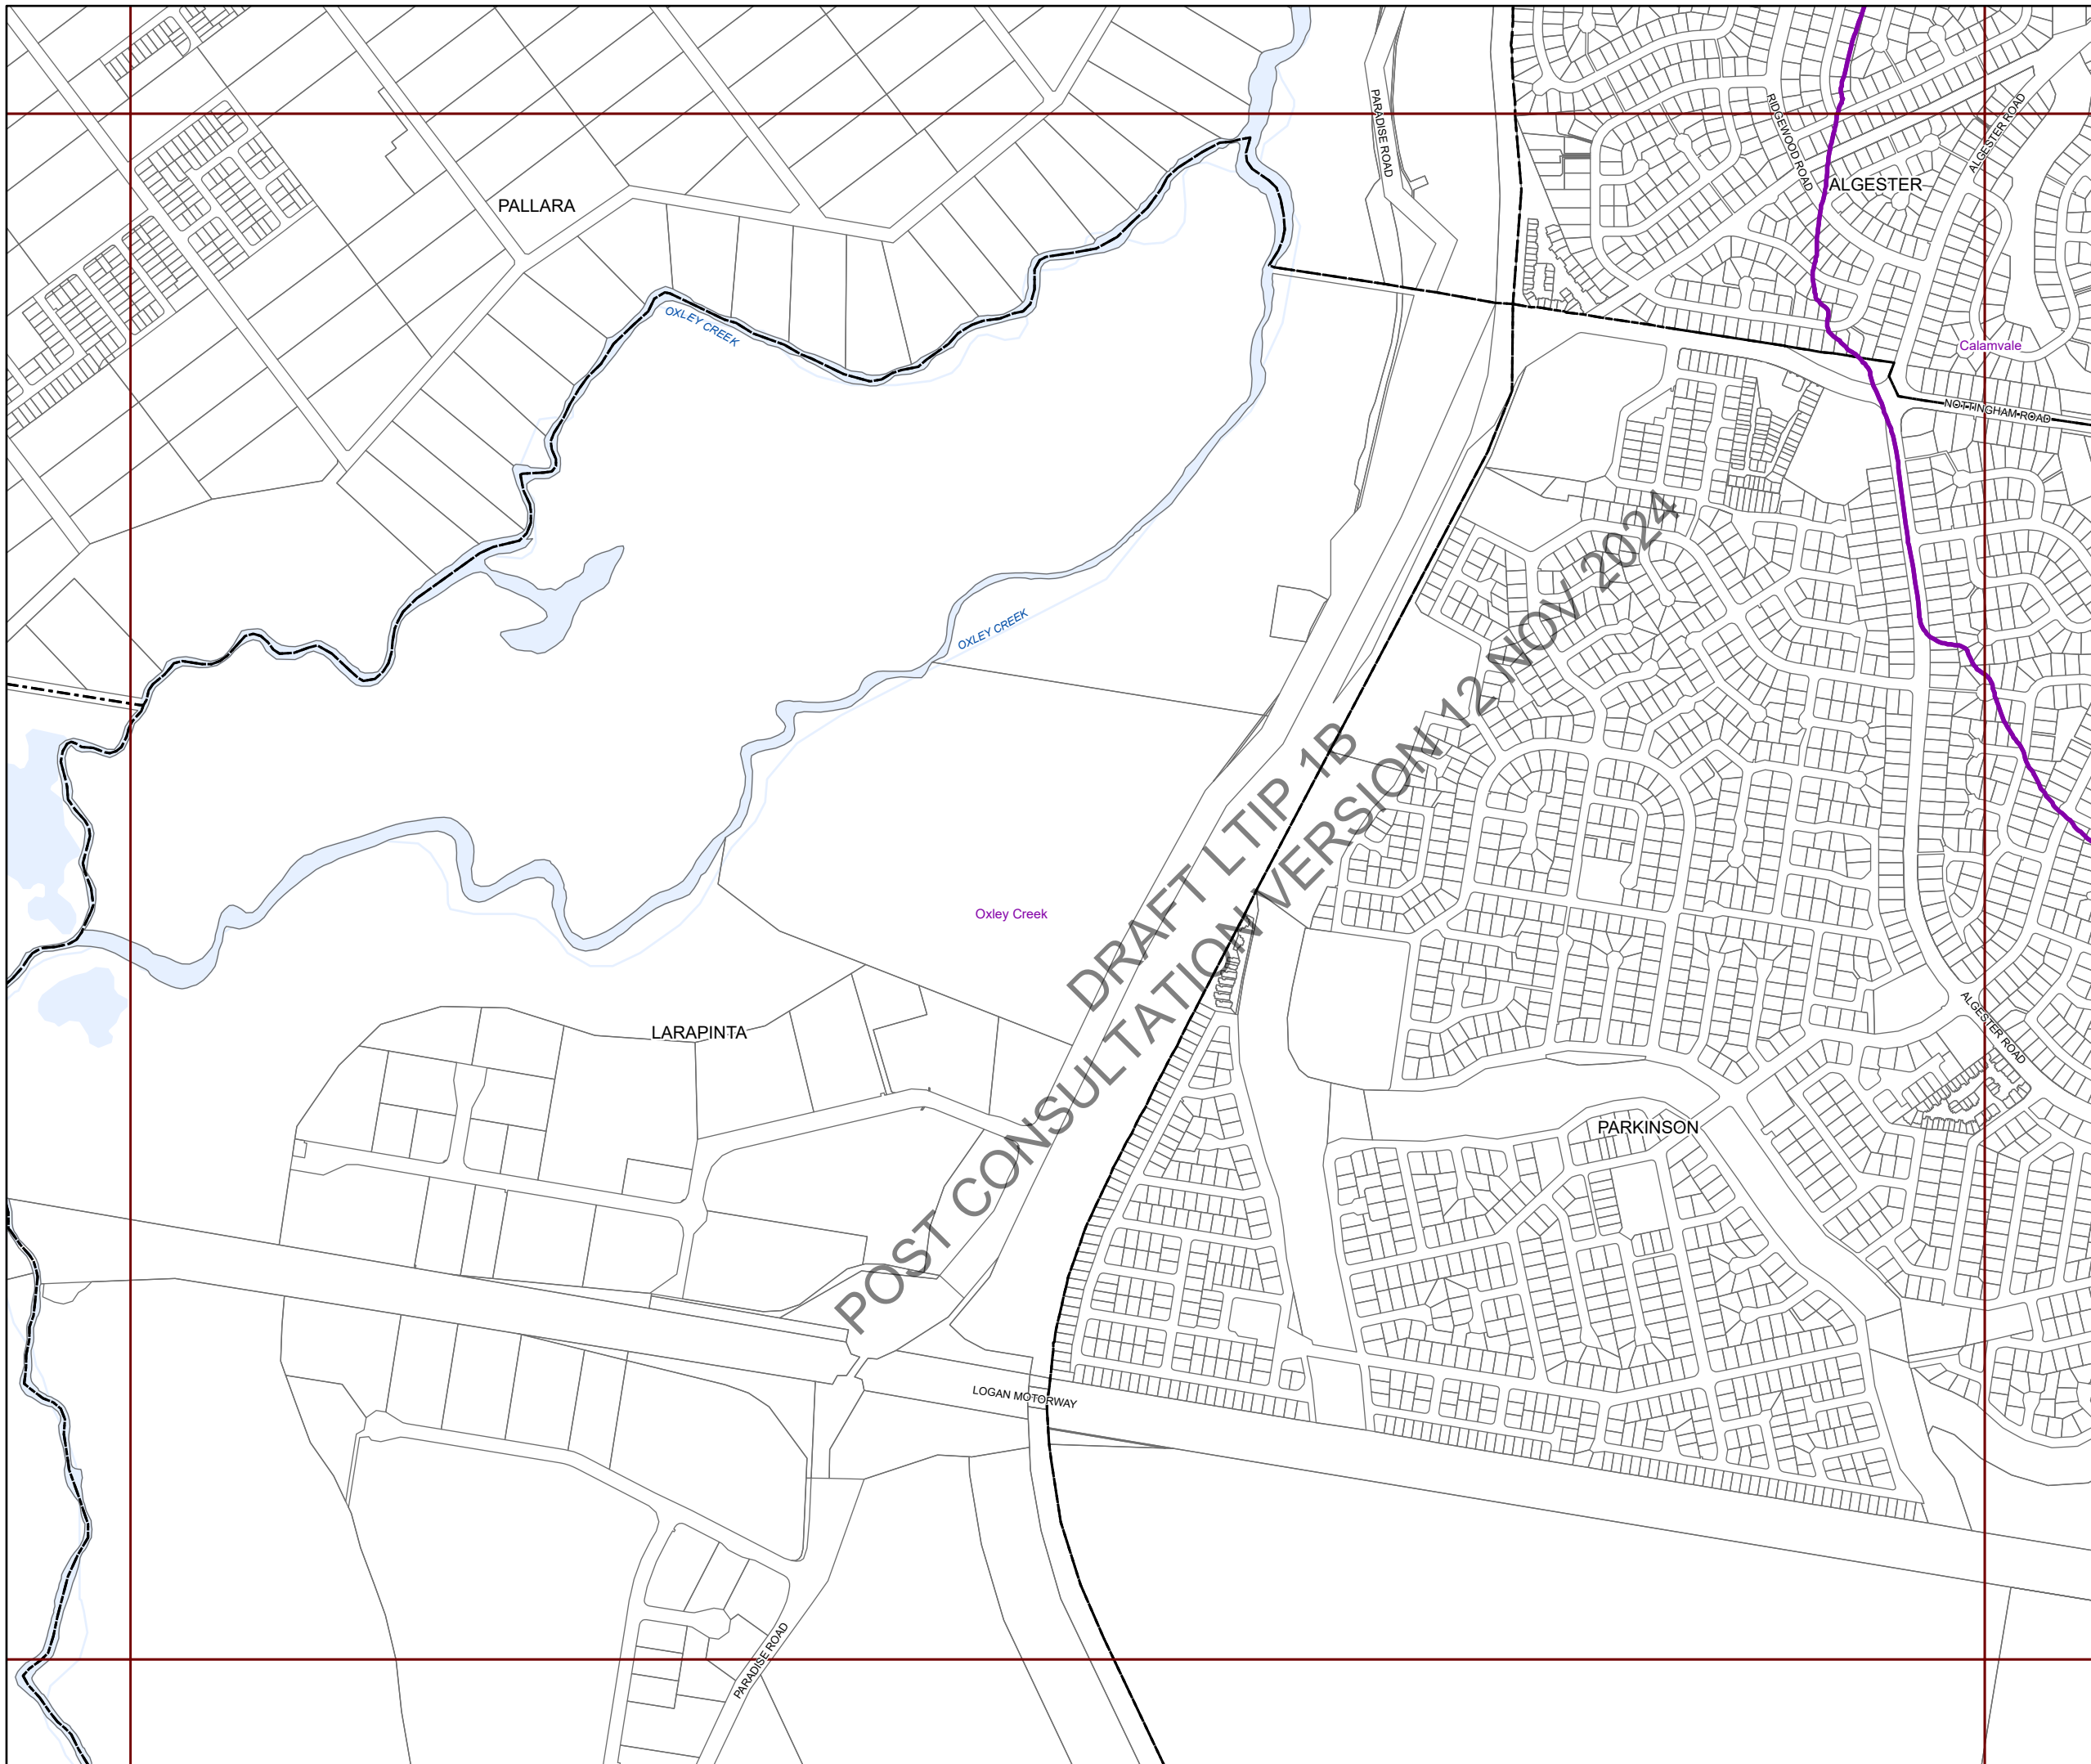 PARADISE ROAD
RIDGEWOOD ROAD
ALGESTER ROAD
ALGESTER
PALLARA
OXLEY CREEK
Calamvale
NOTTINGHAM ROAD
OXLEY CREEK
DRAFT LTIP 1B
POST CONSULTATION VERSION 12 NOV 2024
Oxley Creek
LARAPINTA
ALGESTER ROAD
PARKINSON
LOGAN MOTORWAY
PARADISE ROAD